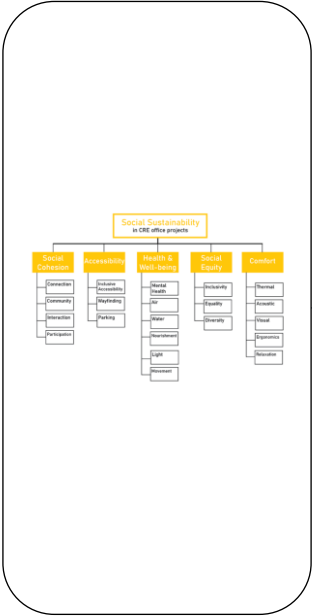 Social Sustainability
in CRE office projects
Social
Cohesion
Accessibility
Health &
Well-being
Social
Equity
Comfort
Connection
Community
Interaction
Participation
Inclusive
Accessibility
Wayfinding
Parking
Mental
Health
Air
Water
Nourishment
Light
Movement
Inclusivity
Equality
Diversity
Thermal
Acoustic
Visual
Ergonomics
Relaxation